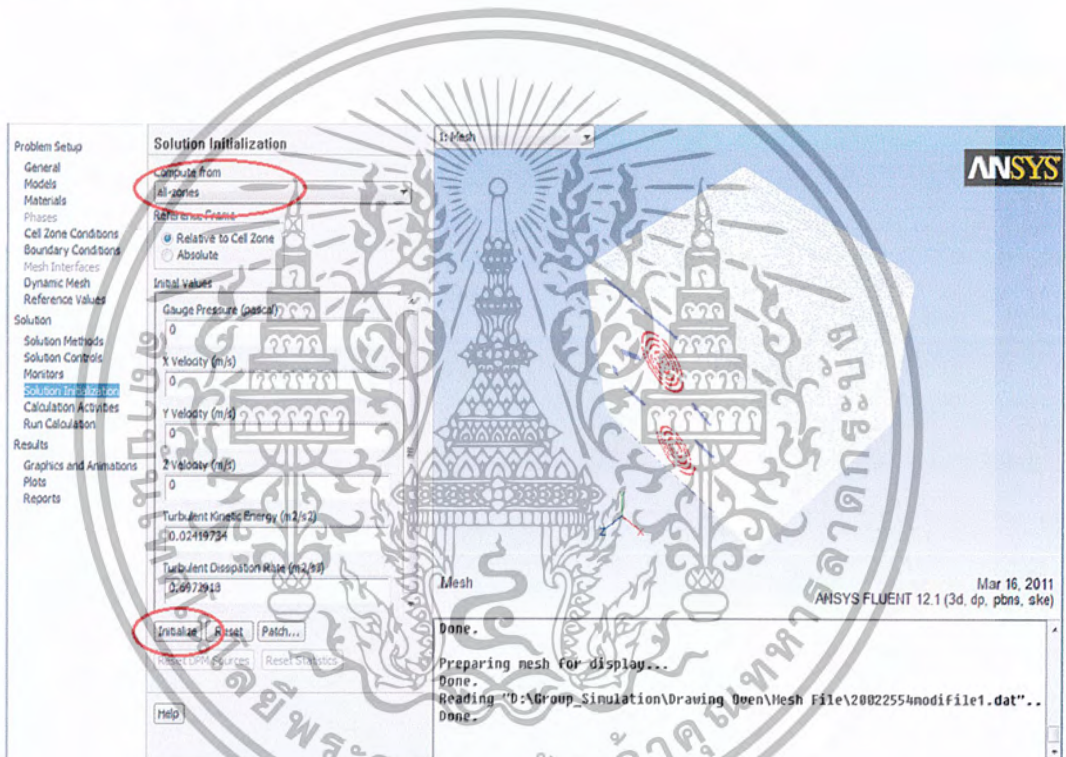 Problem Setup
General
Models
Materials
Phases
Cell Zone Conditions
Boundary Conditions
Mesh Interfaces
Dynamic Mesh
Reference Values
Solution
Solution Methods
Solution Controls
Monitors
Solution Initialization
Calculation Activities
Run Calculation
Results
Graphics and Animations
Plots
Reports
Solution Initialization
Compute from
all-zones
Reference Frame
Relative to Cell Zone
Absolute
Initial Values
Gauge Pressure (pascal)
0
X Velocity (m/s)
0
Y Velocity (m/s)
0
Z Velocity (m/s)
0
Turbulent Kinetic Energy (m2/s2)
0.02419734
Turbulent Dissipation Rate (m2/s3)
0.6972918
Initialize Reset Patch...
Reset DPM Sources Reset Statistics
Help
1: Mesh
ANSYS
Z X
Mesh
Mar 16, 2011
ANSYS FLUENT 12.1 (3d, dp, pbns, ske)
Done.
Preparing mesh for display...
Done.
Reading "D:\Group_Simulation\Drawing Oven\Mesh File\20022554modifile1.dat"..
Done.